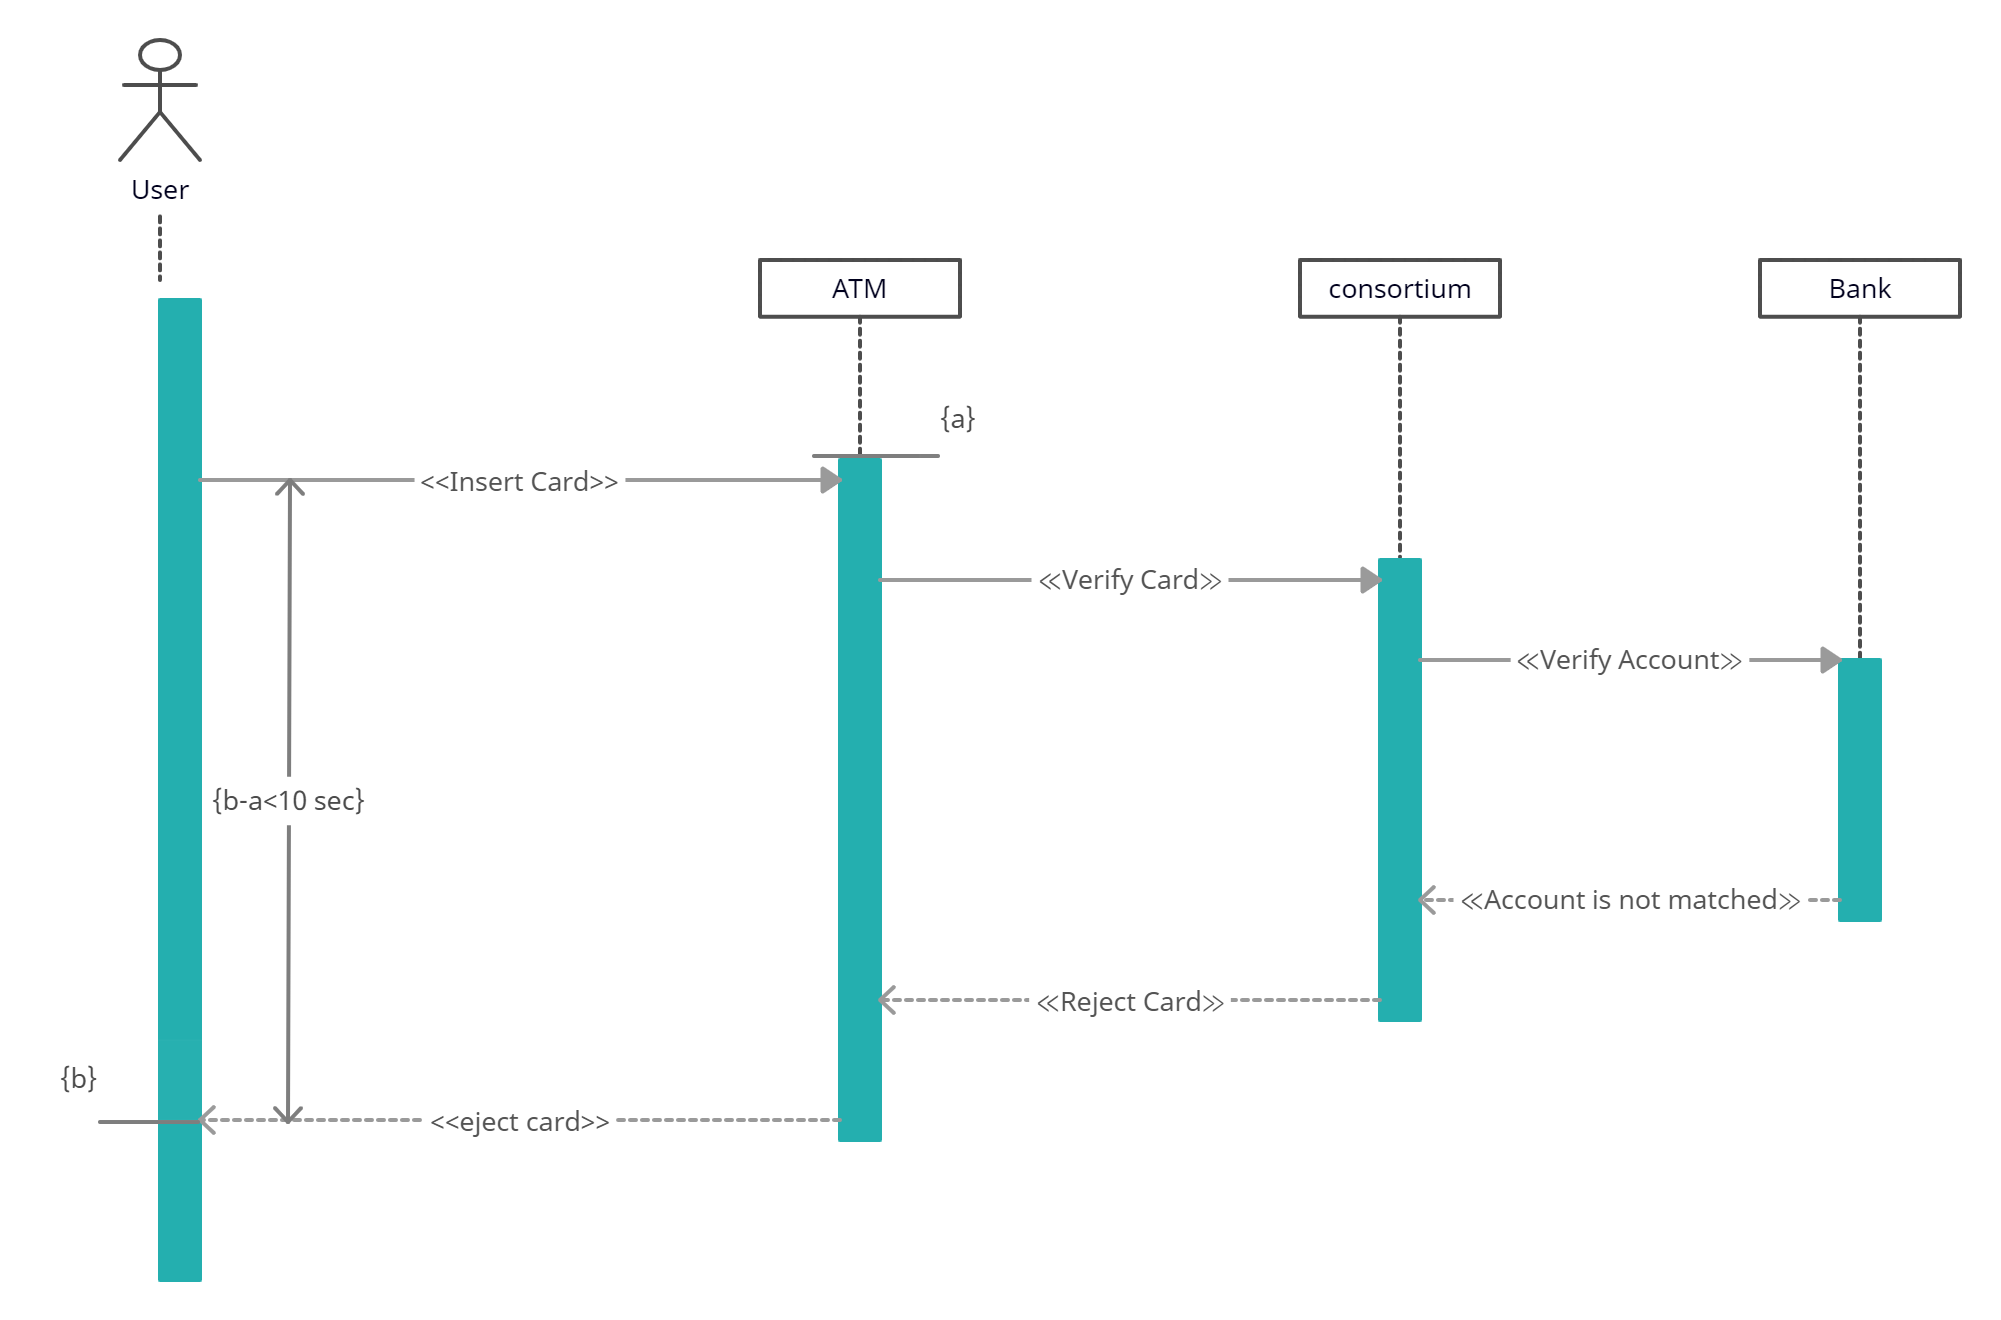 User
ATM
consortium
Bank
{a}
<<Insert Card>>
≪Verify Card≫
≪Verify Account≫
{b-a<10 sec}
≪Account is not matched≫
≪Reject Card≫
{b}
<<eject card>>